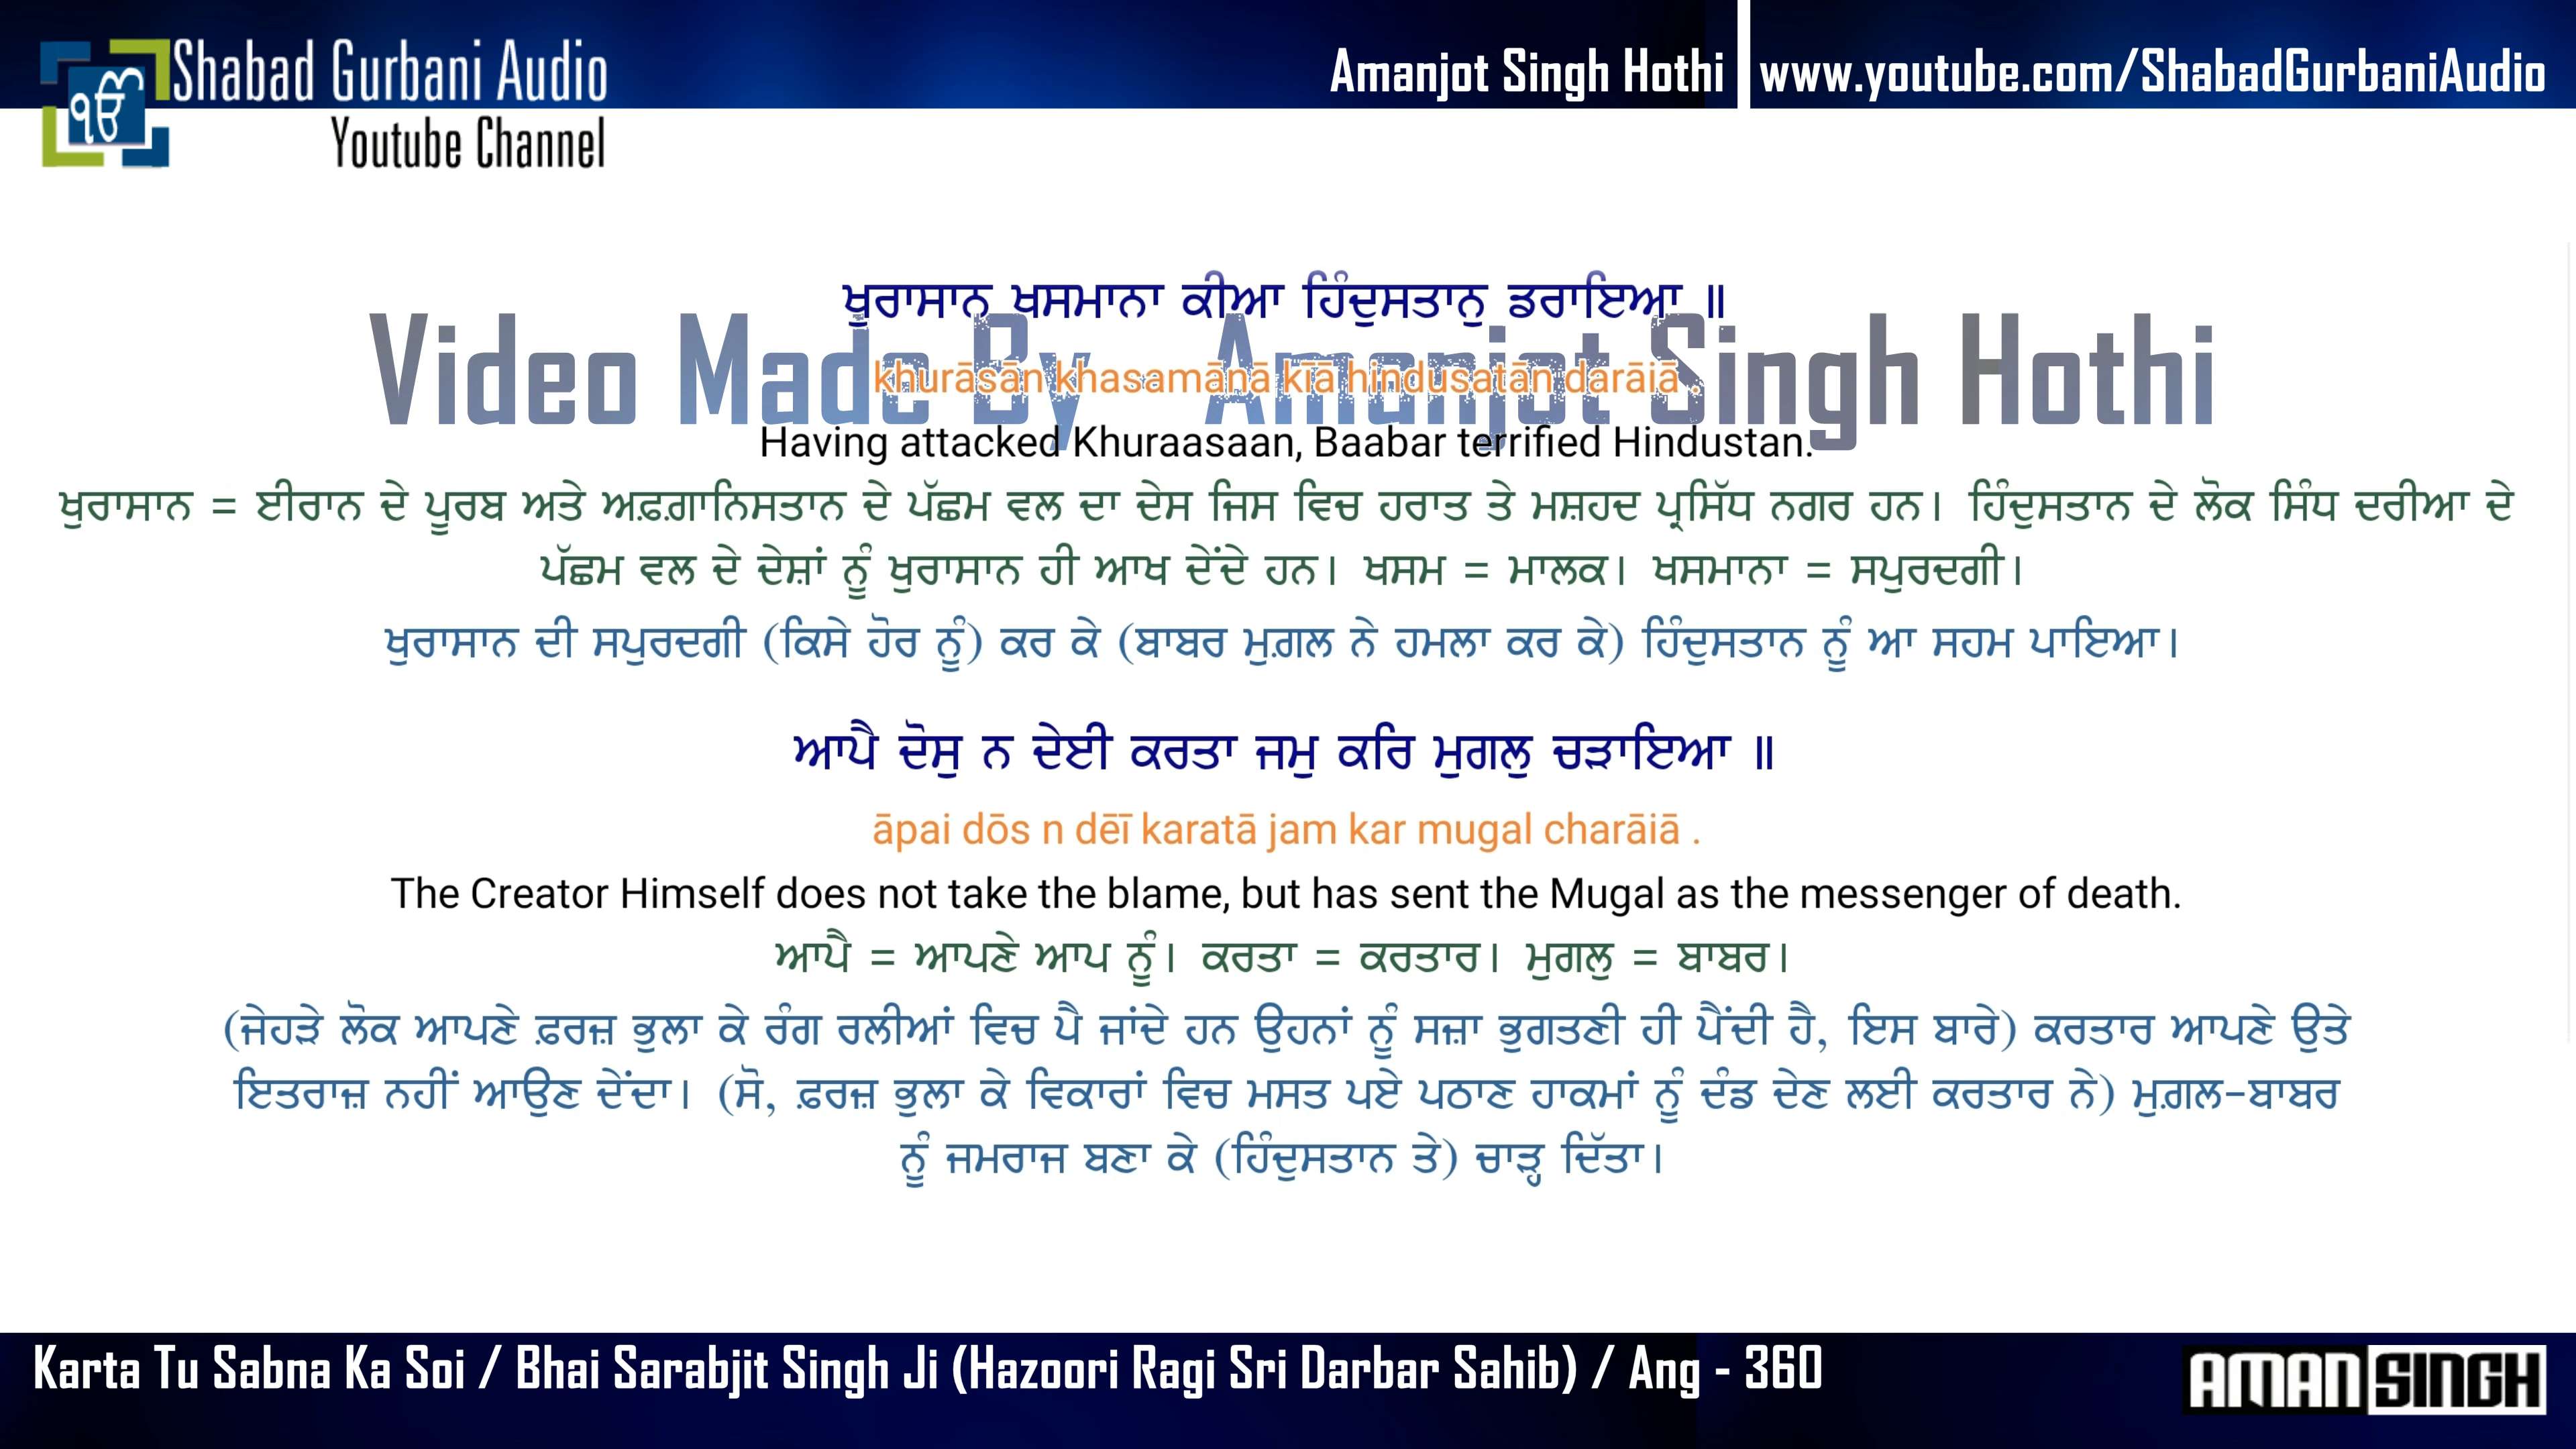 Shabad Gurbani Audio
Youtube Channel
ੴ
Amanjot Singh Hothi | www.youtube.com/ShabadGurbaniAudio
ਖੁਰਾਸਾਨ ਖਸਮਾਨਾ ਕੀਆ ਹਿੰਦੁਸਤਾਨੁ ਡਰਾਇਆ ॥
Video Made By - Amanjot Singh Hothi
khurāsān khasamānā kīā hindusatān darāiā .
Having attacked Khuraasaan, Baabar terrified Hindustan.
ਖੁਰਾਸਾਨ = ਈਰਾਨ ਦੇ ਪੂਰਬ ਅਤੇ ਅਫ਼ਗ਼ਾਨਿਸਤਾਨ ਦੇ ਪੱਛਮ ਵਲ ਦਾ ਦੇਸ ਜਿਸ ਵਿਚ ਹਰਾਤ ਤੇ ਮਸ਼ਹਦ ਪ੍ਰਸਿੱਧ ਨਗਰ ਹਨ। ਹਿੰਦੁਸਤਾਨ ਦੇ ਲੋਕ ਸਿੰਧ ਦਰੀਆ ਦੇ
ਪੱਛਮ ਵਲ ਦੇ ਦੇਸ਼ਾਂ ਨੂੰ ਖੁਰਾਸਾਨ ਹੀ ਆਖ ਦੇਂਦੇ ਹਨ। ਖਸਮ = ਮਾਲਕ। ਖਸਮਾਨਾ = ਸਪੁਰਦਗੀ।
ਖੁਰਾਸਾਨ ਦੀ ਸਪੁਰਦਗੀ (ਕਿਸੇ ਹੋਰ ਨੂੰ) ਕਰ ਕੇ (ਬਾਬਰ ਮੁਗ਼ਲ ਨੇ ਹਮਲਾ ਕਰ ਕੇ) ਹਿੰਦੁਸਤਾਨ ਨੂੰ ਆ ਸਹਮ ਪਾਇਆ।
ਆਪੈ ਦੋਸੁ ਨ ਦੇਈ ਕਰਤਾ ਜਮੁ ਕਰਿ ਮੁਗਲੁ ਚੜਾਇਆ ॥
āpai dōs n dēī karatā jam kar mugal charāiā .
The Creator Himself does not take the blame, but has sent the Mugal as the messenger of death.
ਆਪੈ = ਆਪਣੇ ਆਪ ਨੂੰ। ਕਰਤਾ = ਕਰਤਾਰ। ਮੁਗਲੁ = ਬਾਬਰ।
(ਜੇਹੜੇ ਲੋਕ ਆਪਣੇ ਫ਼ਰਜ਼ ਭੁਲਾ ਕੇ ਰੰਗ ਰਲੀਆਂ ਵਿਚ ਪੈ ਜਾਂਦੇ ਹਨ ਉਹਨਾਂ ਨੂੰ ਸਜ਼ਾ ਭੁਗਤਣੀ ਹੀ ਪੈਂਦੀ ਹੈ, ਇਸ ਬਾਰੇ) ਕਰਤਾਰ ਆਪਣੇ ਉਤੇ
ਇਤਰਾਜ਼ ਨਹੀਂ ਆਉਣ ਦੇਂਦਾ। (ਸੋ, ਫ਼ਰਜ਼ ਭੁਲਾ ਕੇ ਵਿਕਾਰਾਂ ਵਿਚ ਮਸਤ ਪਏ ਪਠਾਣ ਹਾਕਮਾਂ ਨੂੰ ਦੰਡ ਦੇਣ ਲਈ ਕਰਤਾਰ ਨੇ) ਮੁਗ਼ਲ-ਬਾਬਰ
ਨੂੰ ਜਮਰਾਜ ਬਣਾ ਕੇ (ਹਿੰਦੁਸਤਾਨ ਤੇ) ਚਾੜ੍ਹ ਦਿੱਤਾ।
Karta Tu Sabna Ka Soi / Bhai Sarabjit Singh Ji (Hazoori Ragi Sri Darbar Sahib) / Ang - 360
AMAN SINGH